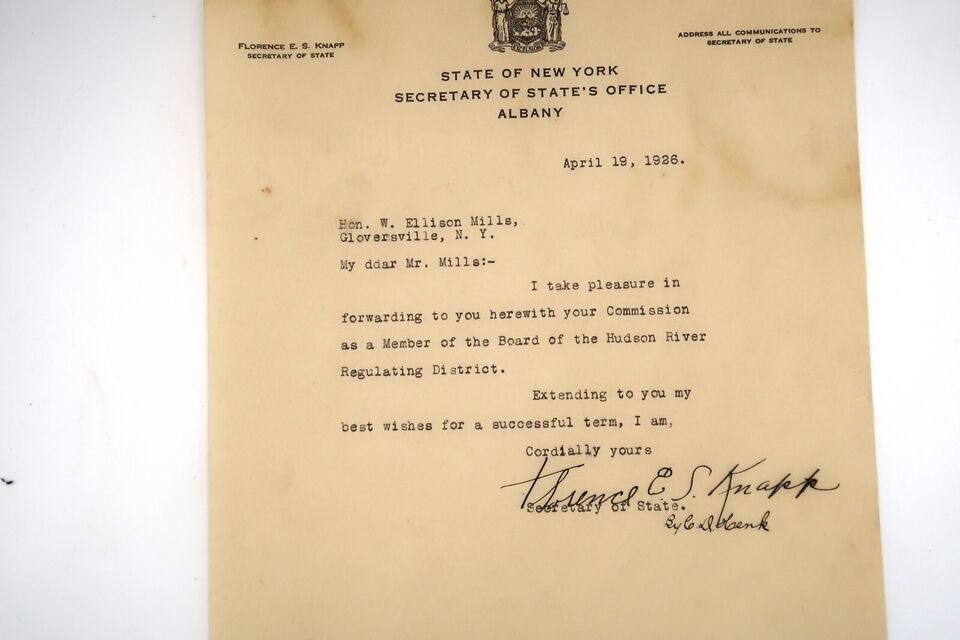 EXCELSIOR
FLORENCE E. S. KNAPP
SECRETARY OF STATE
ADDRESS ALL COMMUNICATIONS TO
SECRETARY OF STATE
STATE OF NEW YORK
SECRETARY OF STATE'S OFFICE
ALBANY
April 19, 1926.
Hon. W. Ellison Mills,
Gloversville, N. Y.
My ddar Mr. Mills:-
I take pleasure in
forwarding to you herewith your Commission
as a Member of the Board of the Hudson River
Regulating District.
Extending to you my
best wishes for a successful term, I am,
Cordially yours
Florence E. S. Knapp
Secretary of State.
By C. D. Lenk